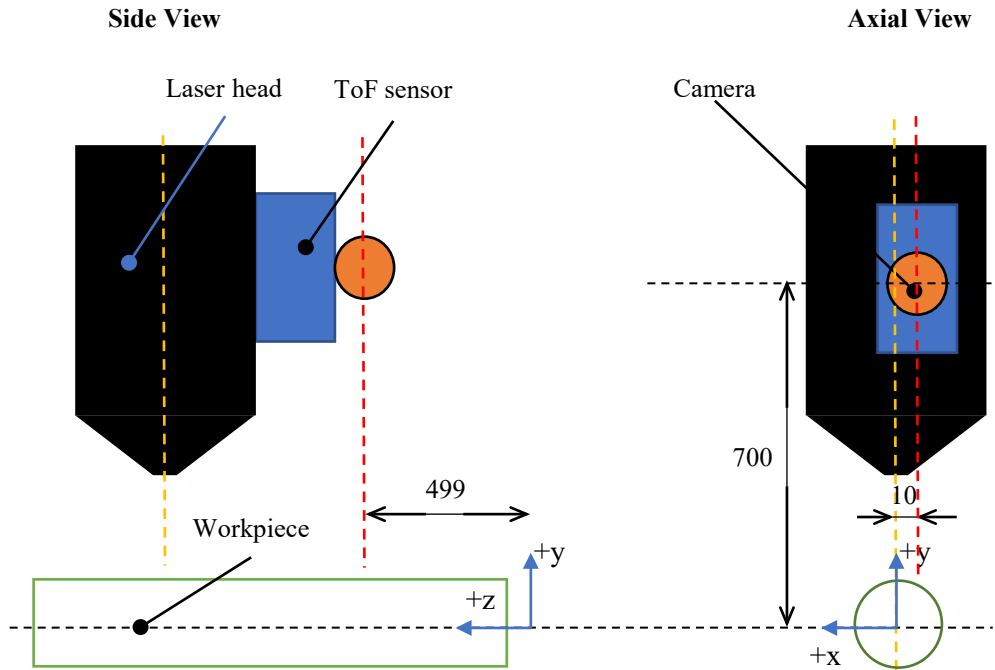 Side View
Axial View
Laser head
ToF sensor
Camera
700
499
10
Workpiece
+y
+y
+z
+x